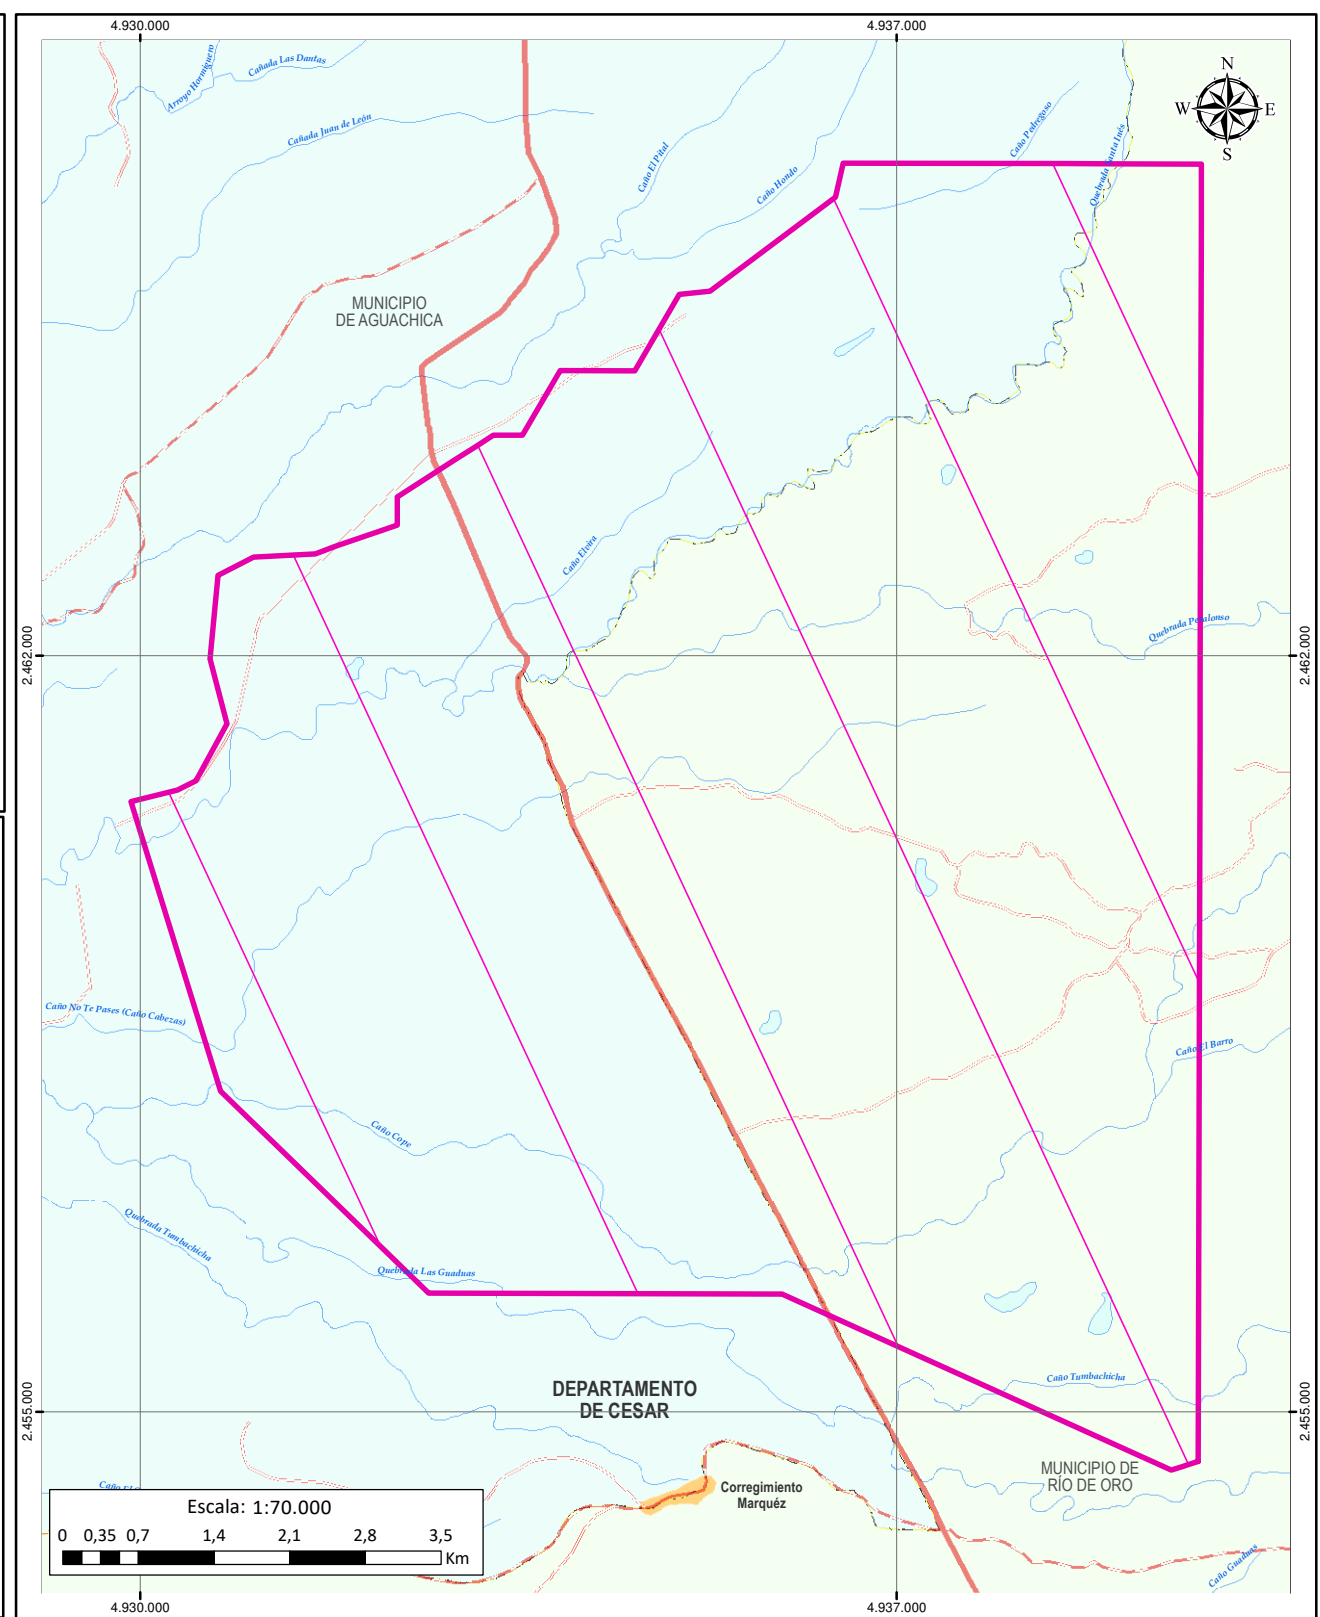 4.930.000
4.937.000
N
W
E
S
Arroyo Hormiguero
Cañada Las Dantas
Cañada Juan de León
Caño El Pital
Caño Hondo
Caño Pedregoso
Quebrada Santa Inés
MUNICIPIO
DE AGUACHICA
Caño Elvira
Quebrada Petalonso
2.462.000
2.462.000
Caño No Te Pases (Caño Cabezas)
Caño El Barro
Caño Cope
Quebrada Tumbachicha
Quebrada Las Guaduas
Caño Tumbachicha
DEPARTAMENTO
DE CESAR
2.455.000
2.455.000
MUNICIPIO DE
RÍO DE ORO
Corregimiento
Marquéz
Escala: 1:70.000
0 0,35 0,7 1,4 2,1 2,8 3,5
Km
Caño Guaduas
4.930.000
4.937.000